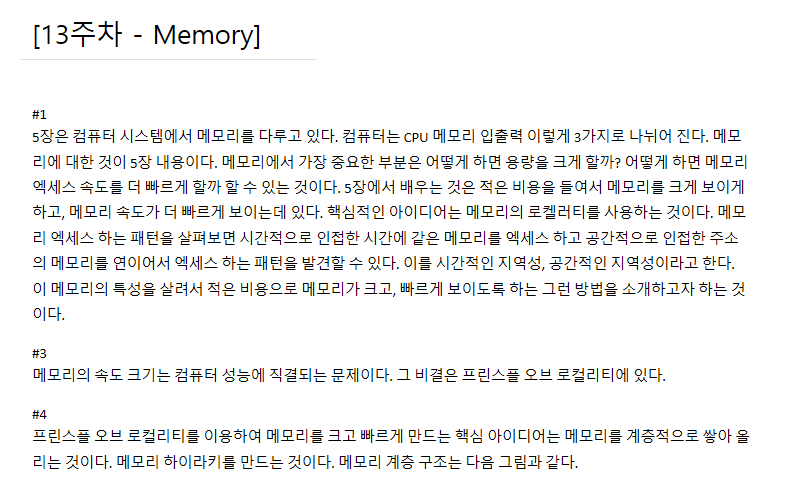 [13주차 - Memory]
#1
5장은 컴퓨터 시스템에서 메모리를 다루고 있다. 컴퓨터는 CPU 메모리 입출력 이렇게 3가지로 나뉘어 진다. 메모
리에 대한 것이 5장 내용이다. 메모리에서 가장 중요한 부분은 어떻게 하면 용량을 크게 할까? 어떻게 하면 메모리
엑세스 속도를 더 빠르게 할까 할 수 있는 것이다. 5장에서 배우는 것은 적은 비용을 들여서 메모리를 크게 보이게
하고, 메모리 속도가 더 빠르게 보이는데 있다. 핵심적인 아이디어는 메모리의 로켈러티를 사용하는 것이다. 메모
리 엑세스 하는 패턴을 살펴보면 시간적으로 인접한 시간에 같은 메모리를 엑세스 하고 공간적으로 인접한 주소
의 메모리를 연이어서 엑세스 하는 패턴을 발견할 수 있다. 이를 시간적인 지역성, 공간적인 지역성이라고 한다.
이 메모리의 특성을 살려서 적은 비용으로 메모리가 크고, 빠르게 보이도록 하는 그런 방법을 소개하고자 하는 것
이다.
#3
메모리의 속도 크기는 컴퓨터 성능에 직결되는 문제이다. 그 비결은 프린스플 오브 로컬리티에 있다.
#4
프린스플 오브 로컬리티를 이용하여 메모리를 크고 빠르게 만드는 핵심 아이디어는 메모리를 계층적으로 쌓아 올
리는 것이다. 메모리 하이라키를 만드는 것이다. 메모리 계층 구조는 다음 그림과 같다.